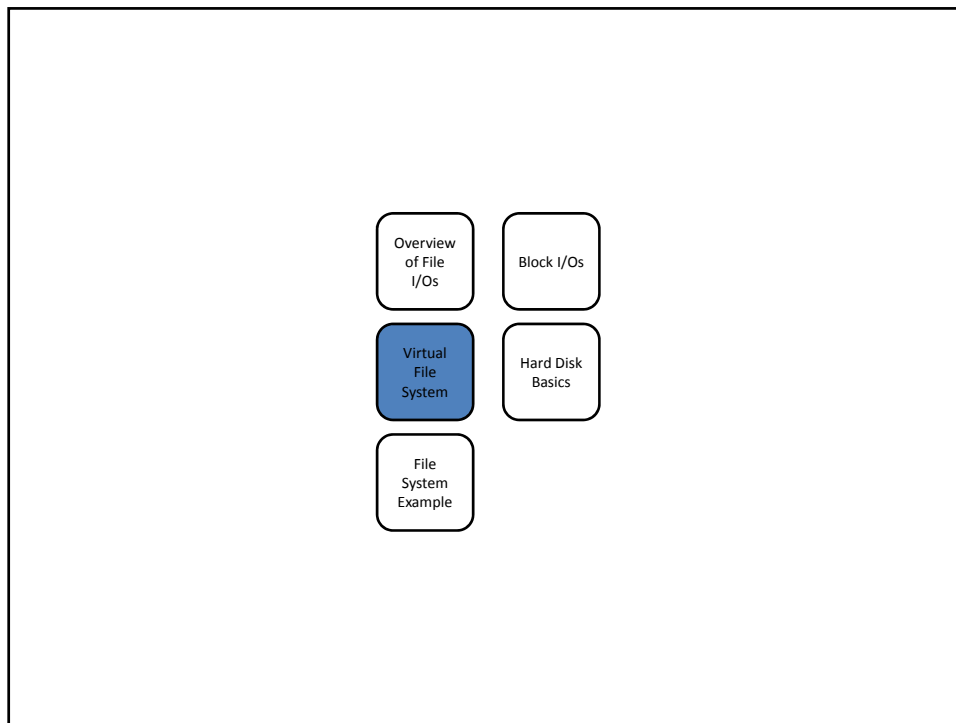 Overview
of File
I/Os
Block I/Os
Virtual
File
System
Hard Disk
Basics
File
System
Example